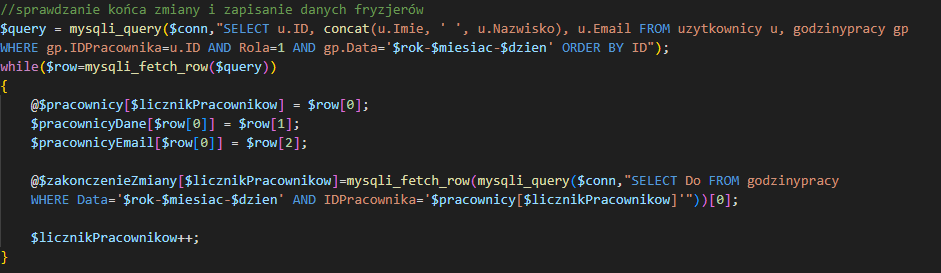 //sprawdzanie końca zmiany i zapisanie danych fryzjerów
$query = mysqli_query($conn,"SELECT u.ID, concat(u.Imie, ' ', u.Nazwisko), u.Email FROM uzytkownicy u, godzinypracy gp
WHERE gp.IDPracownika=u.ID AND Rola=1 AND gp.Data='$rok-$miesiac-$dzien' ORDER BY ID");
while($row=mysqli_fetch_row($query))
{
    @$pracownicy[$licznikPracownikow] = $row[0];
    $pracownicyDane[$row[0]] = $row[1];
    $pracownicyEmail[$row[0]] = $row[2];
    @$zakonczenieZmiany[$licznikPracownikow]=mysqli_fetch_row(mysqli_query($conn,"SELECT Do FROM godzinypracy
    WHERE Data='$rok-$miesiac-$dzien' AND IDPracownika='$pracownicy[$licznikPracownikow]'"))[0];
    $licznikPracownikow++;
}